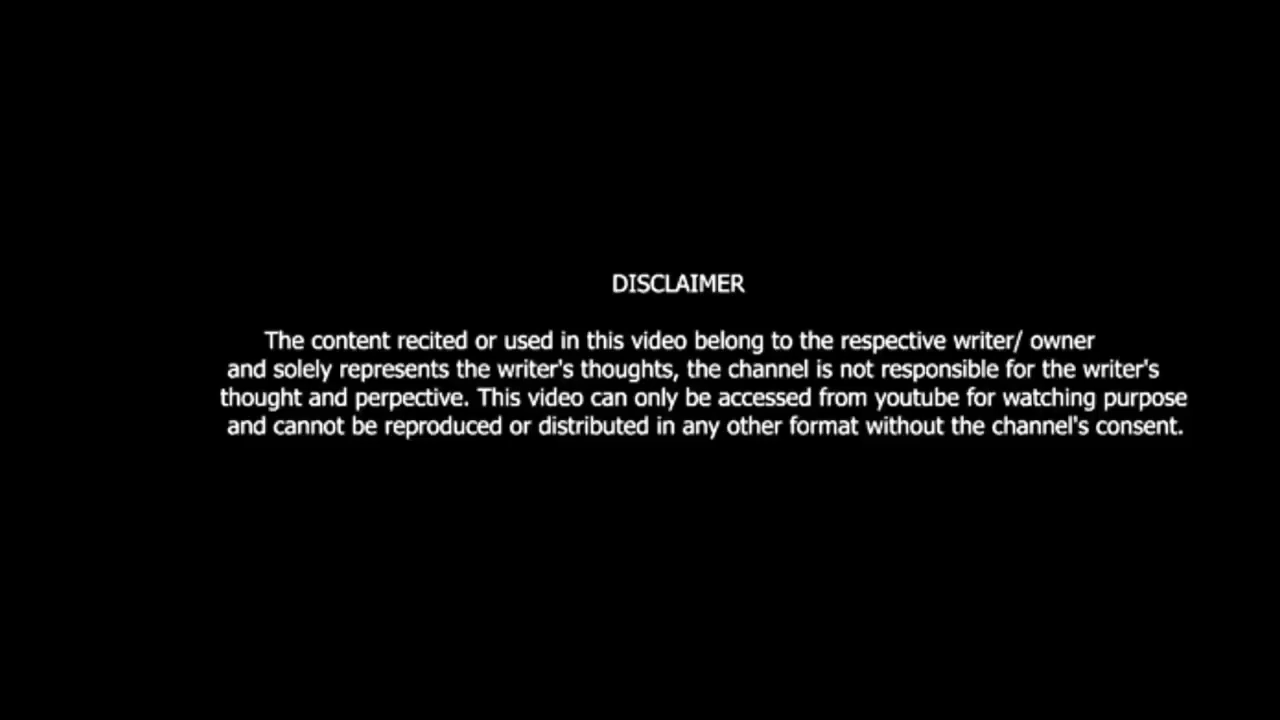 DISCLAIMER
The content recited or used in this video belong to the respective writer/ owner
and solely represents the writer's thoughts, the channel is not responsible for the writer's
thought and perpective. This video can only be accessed from youtube for watching purpose
and cannot be reproduced or distributed in any other format without the channel's consent.